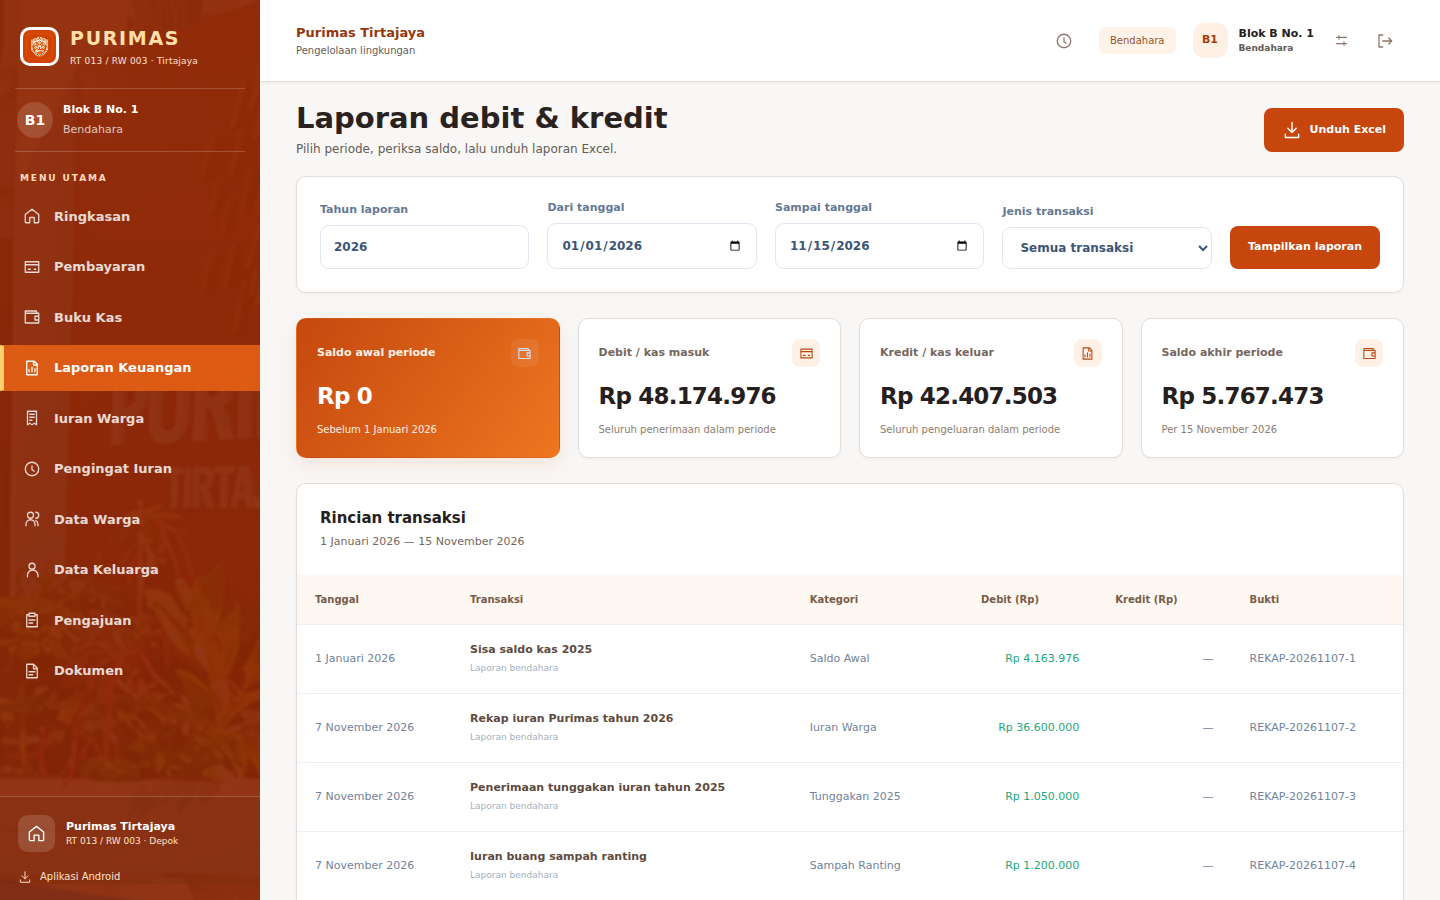 PURIMAS
RT 013 / RW 003 · Tirtajaya
B1
Blok B No. 1
Bendahara
MENU UTAMA
Ringkasan
Pembayaran
Buku Kas
Laporan Keuangan
Iuran Warga
Pengingat Iuran
Data Warga
Data Keluarga
Pengajuan
Dokumen
Purimas Tirtajaya
RT 013 / RW 003 · Depok
Aplikasi Android
Purimas Tirtajaya
Pengelolaan lingkungan
Bendahara
B1
Blok B No. 1
Bendahara
Laporan debit & kredit
Pilih periode, periksa saldo, lalu unduh laporan Excel.
Unduh Excel
Tahun laporan
2026
Dari tanggal
01/01/2026
Sampai tanggal
11/15/2026
Jenis transaksi
Semua transaksi
Tampilkan laporan
Saldo awal periode
Rp 0
Sebelum 1 Januari 2026
Debit / kas masuk
Rp 48.174.976
Seluruh penerimaan dalam periode
Kredit / kas keluar
Rp 42.407.503
Seluruh pengeluaran dalam periode
Saldo akhir periode
Rp 5.767.473
Per 15 November 2026
Rincian transaksi
1 Januari 2026 — 15 November 2026
Tanggal Transaksi Kategori Debit (Rp) Kredit (Rp) Bukti
1 Januari 2026 Sisa saldo kas 2025 Saldo Awal Rp 4.163.976 — REKAP-20261107-1
Laporan bendahara
7 November 2026 Rekap iuran Purimas tahun 2026 Iuran Warga Rp 36.600.000 — REKAP-20261107-2
Laporan bendahara
7 November 2026 Penerimaan tunggakan iuran tahun 2025 Tunggakan 2025 Rp 1.050.000 — REKAP-20261107-3
Laporan bendahara
7 November 2026 Iuran buang sampah ranting Sampah Ranting Rp 1.200.000 — REKAP-20261107-4
Laporan bendahara